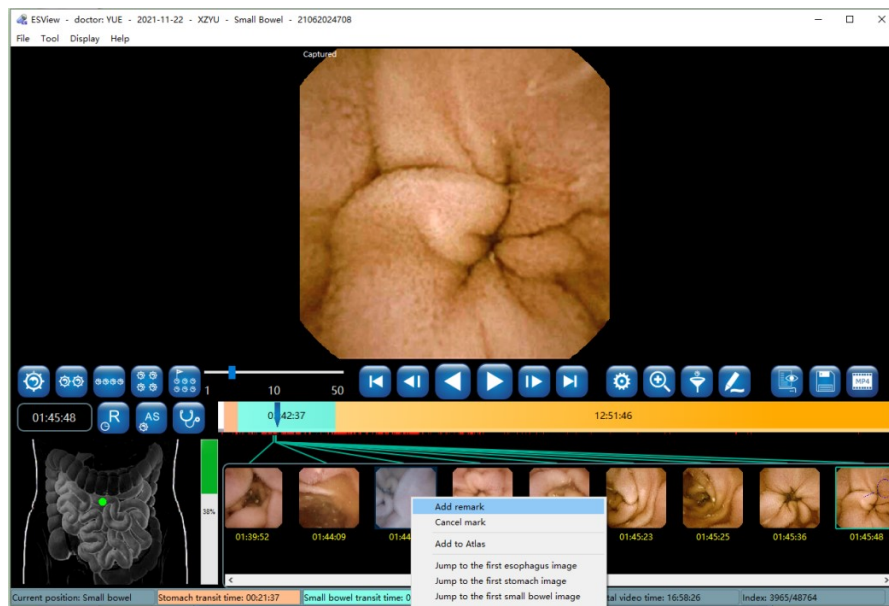 ESView - doctor: YUE - 2021-11-22 - XZYU - Small Bowel - 21062024708
File Tool Display Help
Captured
1 10 50
MP4
01:45:48
R
AS
42:37
12:51:46
38%
Add remark
Cancel mark
Add to Atlas
Jump to the first esophagus image
Jump to the first stomach image
Jump to the first small bowel image
01:39:52 01:44:09 01:44 01:45:23 01:45:25 01:45:36 01:45:48
Current position: Small bowel Stomach transit time: 00:21:37 Small bowel transit time: 0 tal video time: 16:58:26 Index: 3965/48764